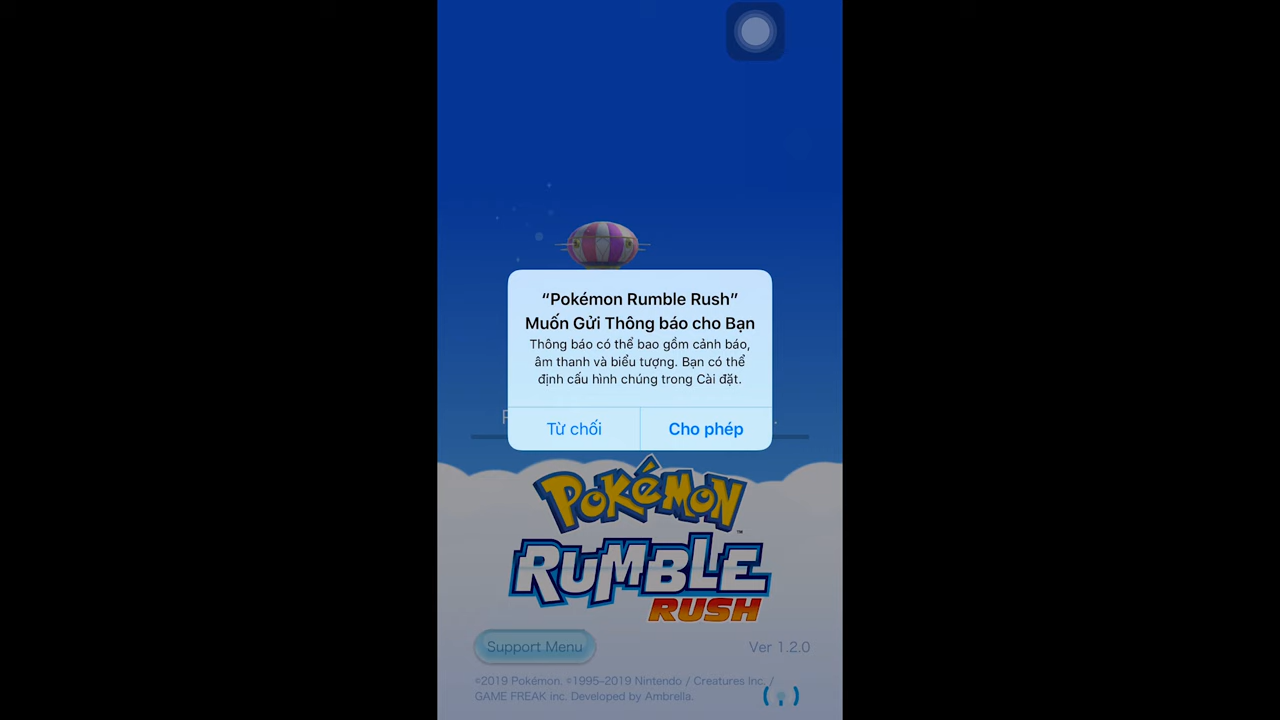 “Pokémon Rumble Rush”
Muốn Gửi Thông báo cho Bạn
Thông báo có thể bao gồm cảnh báo,
âm thanh và biểu tượng. Bạn có thể
định cấu hình chúng trong Cài đặt.
Từ chối
Cho phép
POKéMON
™
RUMBLE
RUSH
Support Menu
Ver 1.2.0
©2019 Pokémon. ©1995–2019 Nintendo / Creatures Inc. /
GAME FREAK inc. Developed by Ambrella.